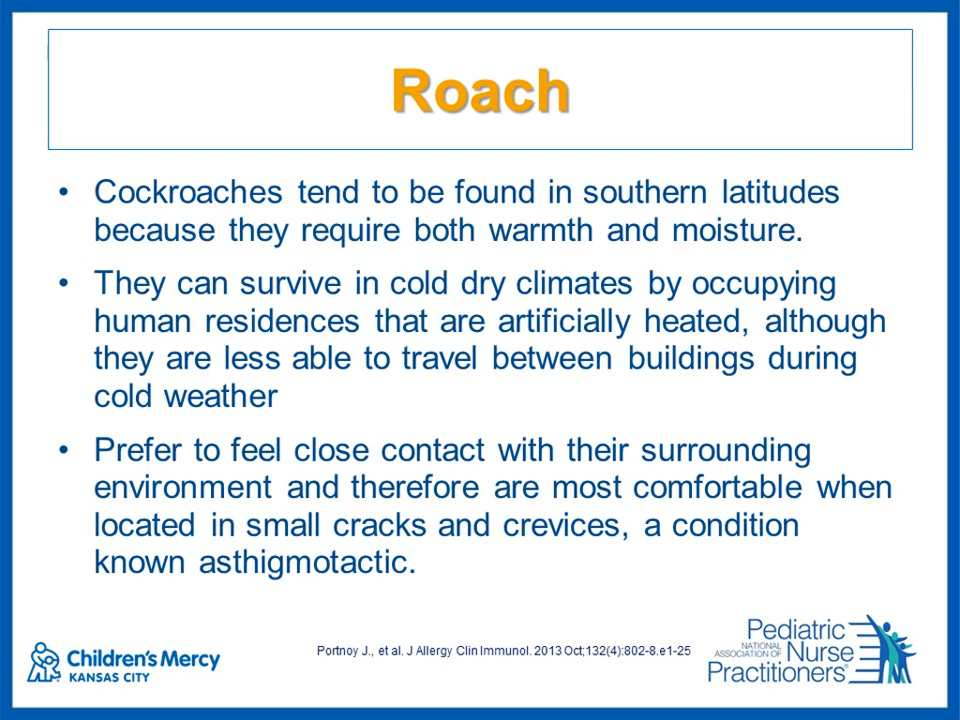 Roach
• Cockroaches tend to be found in southern latitudes
because they require both warmth and moisture.
• They can survive in cold dry climates by occupying
human residences that are artificially heated, although
they are less able to travel between buildings during
cold weather
• Prefer to feel close contact with their surrounding
environment and therefore are most comfortable when
located in small cracks and crevices, a condition
known asthigmotactic.
Children's Mercy
KANSAS CITY
Portnoy J., et al. J Allergy Clin Immunol. 2013 Oct;132(4):802-8.e1-25
Pediatric
NATIONAL
ASSOCIATION OF
Nurse
Practitioners®